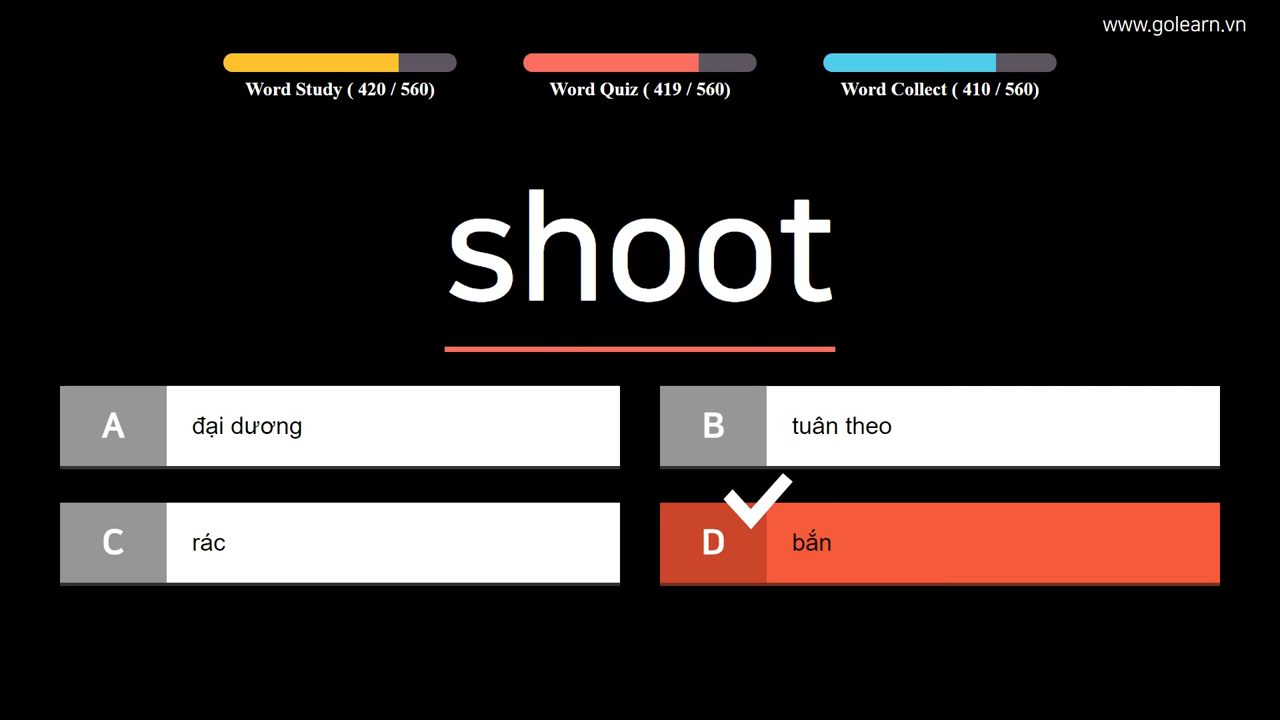 www.golearn.vn
Word Study ( 420 / 560)
Word Quiz ( 419 / 560)
Word Collect ( 410 / 560)
shoot
A đại dương
B tuân theo
C rác
D bắn